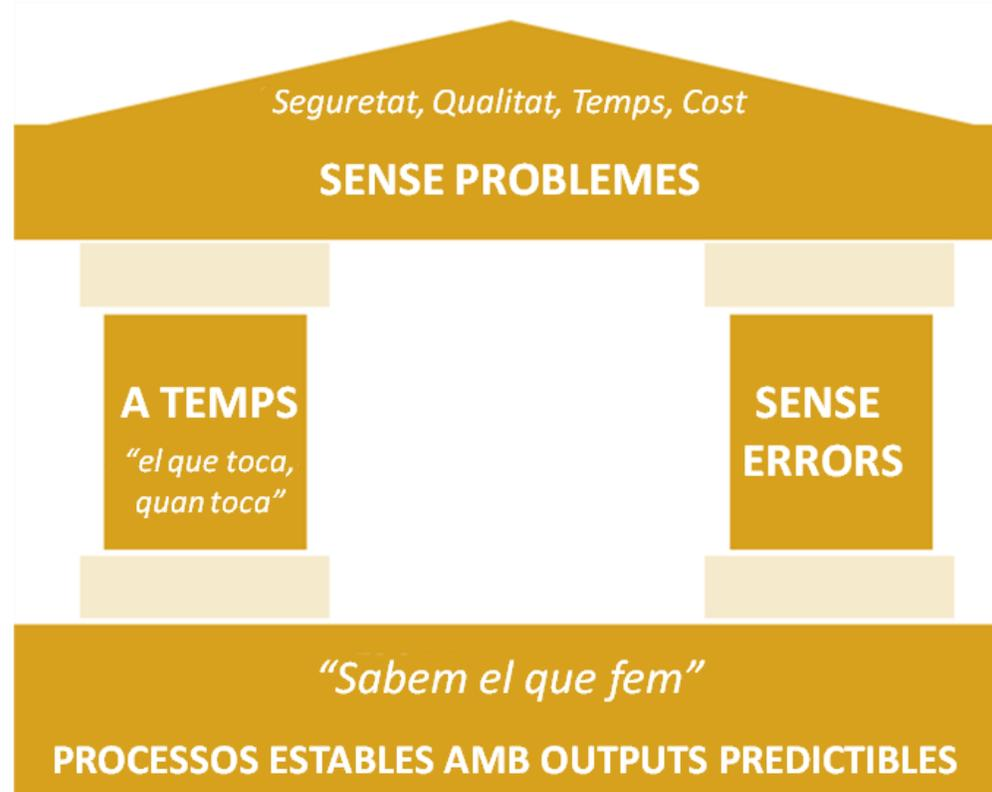 Seguretat, Qualitat, Temps, Cost
SENSE PROBLEMES
A TEMPS
“el que toca,
quan toca”
SENSE
ERRORS
“Sabem el que fem”
PROCESSOS ESTABLES AMB OUTPUTS PREDICTIBLES